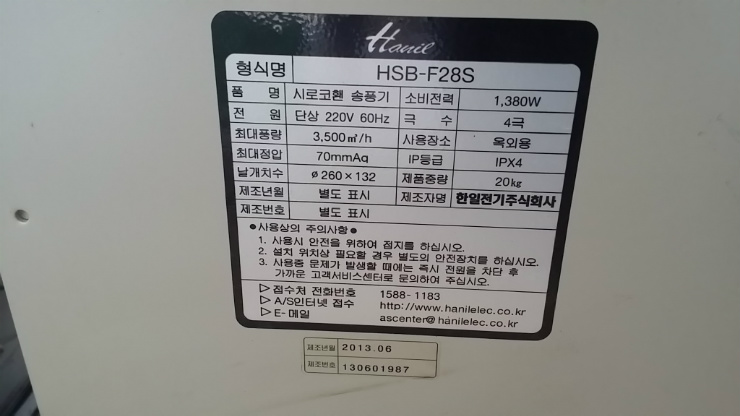 Hanil
형식명 HSB-F28S
품 명 시로코홴 송풍기 소비전력 1,380W
전 원 단상 220V 60Hz 극 수 4극
최대풍량 3,500㎥/h 사용장소 옥외용
최대정압 70mmAq IP등급 IPX4
날개치수 ø260×132 제품중량 20kg
제조년월 별도 표시 제조자명 한일전기주식회사
제조번호 별도 표시
●사용상의 주의사항●
1. 사용시 안전을 위하여 접지를 하십시오.
2. 설치 위치상 필요할 경우 별도의 안전장치를 하십시오.
3. 사용중 문제가 발생할 때에는 즉시 전원을 차단 후
가까운 고객서비스센터로 문의하여 주십시오.
▷접수처 전화번호 1588-1183
▷A/S인터넷 접수 http://www.hanilelec.co.kr
▷E-메일 ascenter@hanilelec.co.kr
제조년월 2013.06
제조번호 130601987